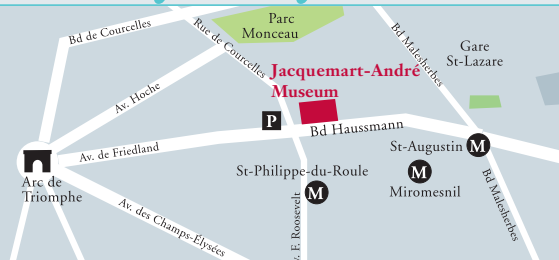 Parc
Monceau
Bd de Courcelles
Rue de Courcelles
Bd Malesherbes
Gare
St-Lazare
Jacquemart-André
Museum
Av. Hoche
P
Bd Haussmann
Av. de Friedland
St-Augustin
M
St-Philippe-du-Roule
M
Miromesnil
M
Arc de
Triomphe
Av. des Champs-Élysées
F. Roosevelt
Bd Malesherbes